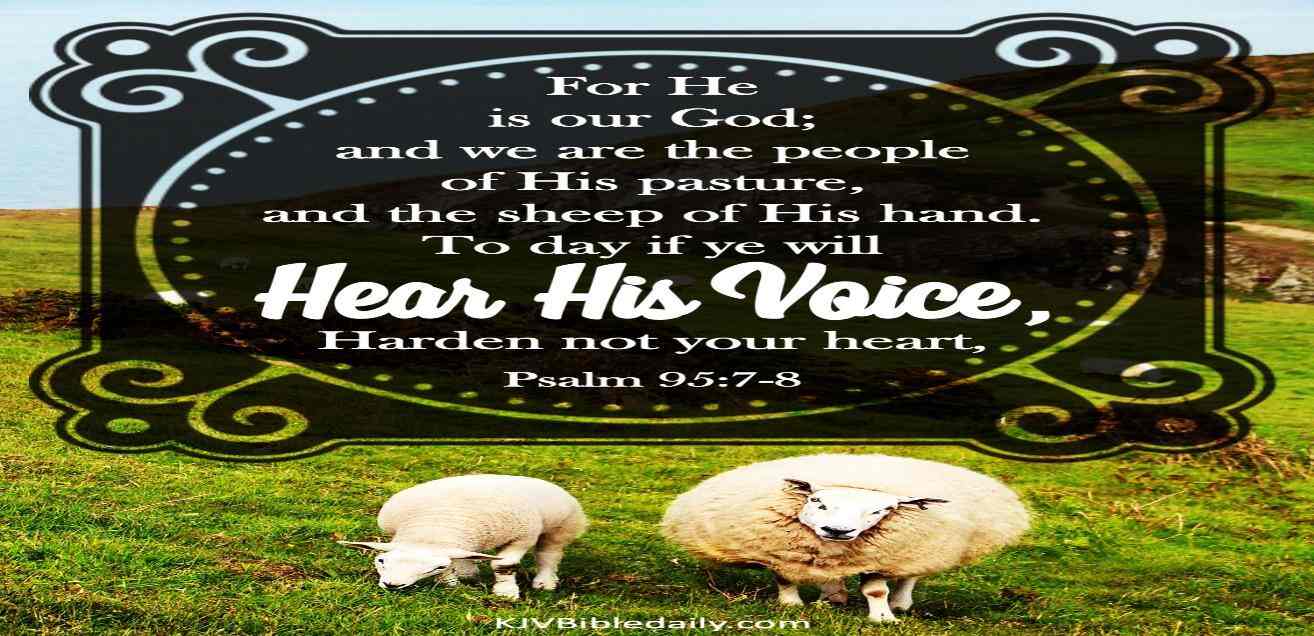 For He
is our God;
and we are the people
of His pasture,
and the sheep of His hand.
To day if ye will
Hear His Voice,
Harden not your heart,
Psalm 95:7-8
KJVBibledaily.com